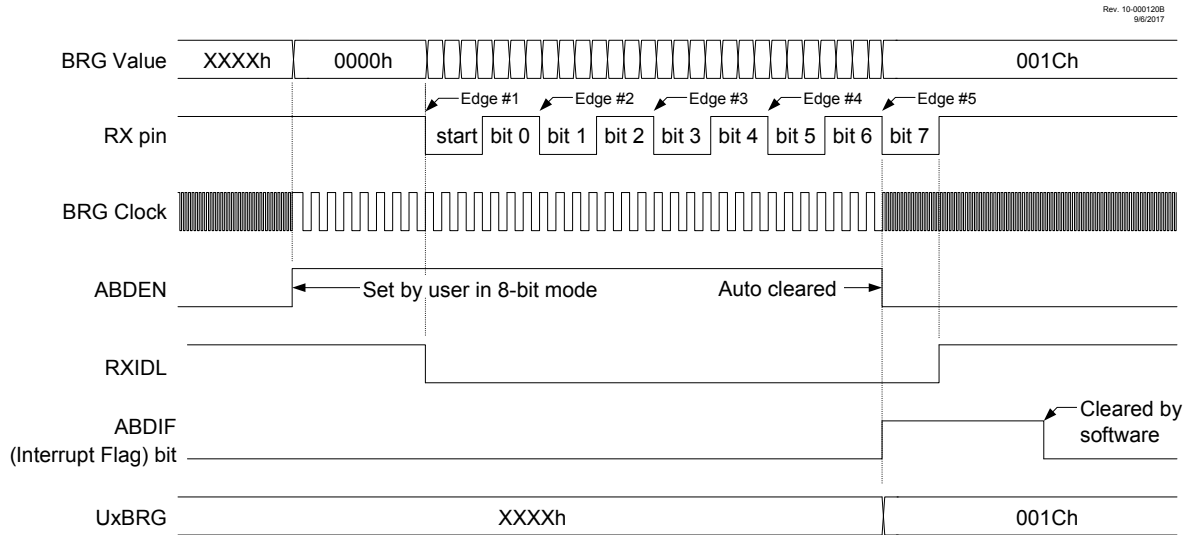 Rev. 10-000120B
9/6/2017
BRG Value XXXXh 0000h 001Ch
Edge #1 Edge #2 Edge #3 Edge #4 Edge #5
RX pin start bit 0 bit 1 bit 2 bit 3 bit 4 bit 5 bit 6 bit 7
BRG Clock
ABDEN Set by user in 8-bit mode Auto cleared
RXIDL
ABDIF
(Interrupt Flag) bit
Cleared by
software
UxBRG XXXXh 001Ch